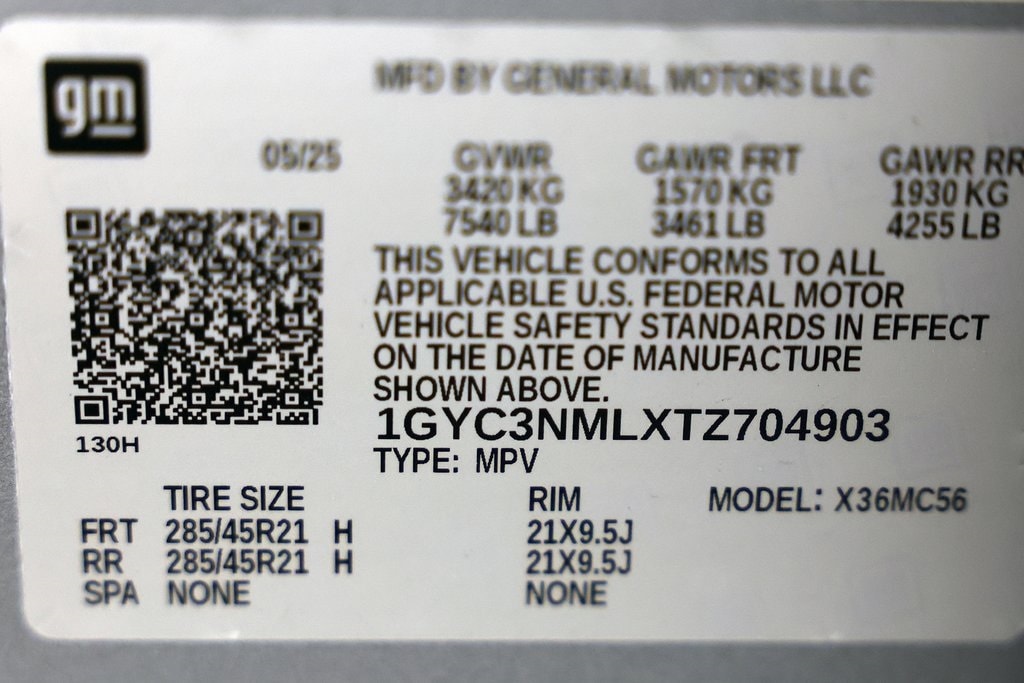 gm
MFD BY GENERAL MOTORS LLC
05/25 GVWR GAWR FRT GAWR RR
3420 KG 1570 KG 1930 KG
7540 LB 3461 LB 4255 LB
THIS VEHICLE CONFORMS TO ALL
APPLICABLE U.S. FEDERAL MOTOR
VEHICLE SAFETY STANDARDS IN EFFECT
ON THE DATE OF MANUFACTURE
SHOWN ABOVE.
1GYC3NMLXTZ704903
130H
TYPE: MPV
TIRE SIZE RIM MODEL: X36MC56
FRT 285/45R21 H 21X9.5J
RR 285/45R21 H 21X9.5J
SPA NONE NONE